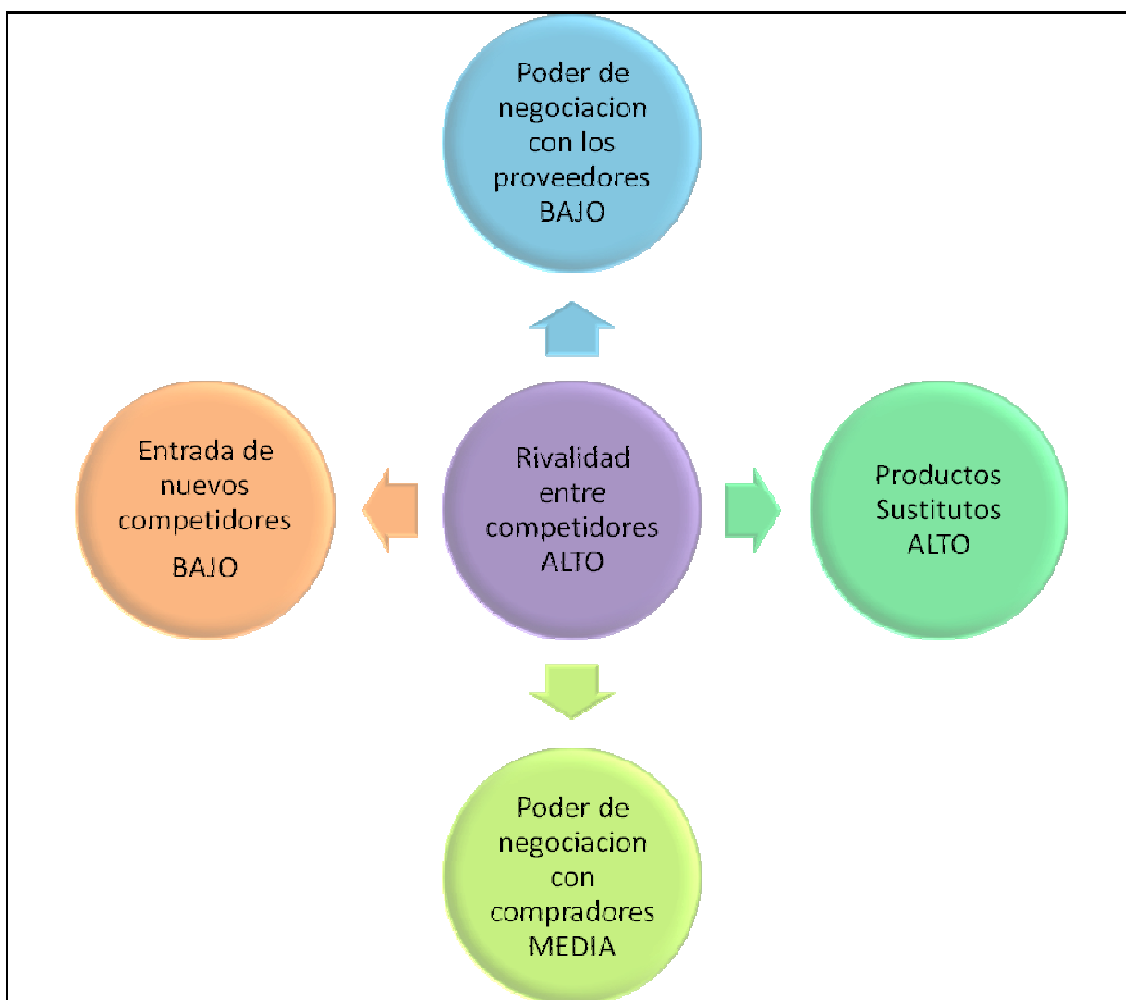 Poder de
negociacion
con los
proveedores
BAJO
Entrada de
nuevos
competidores
BAJO
Rivalidad
entre
competidores
ALTO
Productos
Sustitutos
ALTO
Poder de
negociacion
con
compradores
MEDIA